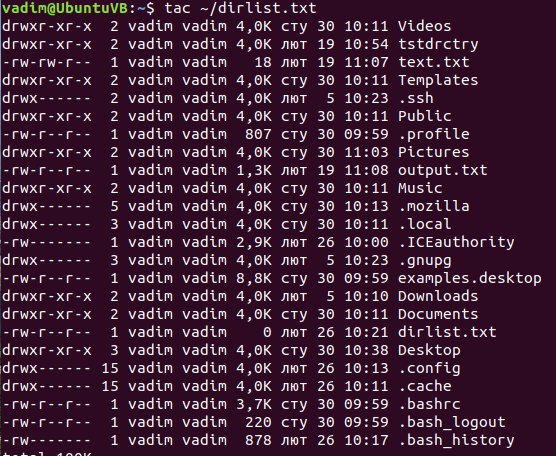 vadim@UbuntuVB:~$ tac ~/dirlist.txt
drwxr-xr-x  2 vadim vadim 4,0K сту 30 10:11 Videos
drwxr-xr-x  2 vadim vadim 4,0K лют 19 10:54 tstdrctry
-rw-rw-r--  1 vadim vadim   18 лют 19 11:07 text.txt
drwxr-xr-x  2 vadim vadim 4,0K сту 30 10:11 Templates
drwx------  2 vadim vadim 4,0K лют  5 10:23 .ssh
drwxr-xr-x  2 vadim vadim 4,0K сту 30 10:11 Public
-rw-r--r--  1 vadim vadim  807 сту 30 09:59 .profile
drwxr-xr-x  2 vadim vadim 4,0K сту 30 11:03 Pictures
-rw-r--r--  1 vadim vadim 1,3K лют 19 11:08 output.txt
drwxr-xr-x  2 vadim vadim 4,0K сту 30 10:11 Music
drwx------  5 vadim vadim 4,0K сту 30 10:13 .mozilla
drwx------  3 vadim vadim 4,0K сту 30 10:11 .local
-rw-------  1 vadim vadim 2,9K лют 26 10:00 .ICEauthority
drwx------  3 vadim vadim 4,0K лют  5 10:23 .gnupg
-rw-r--r--  1 vadim vadim 8,8K сту 30 09:59 examples.desktop
drwxr-xr-x  2 vadim vadim 4,0K лют  5 10:10 Downloads
drwxr-xr-x  2 vadim vadim 4,0K сту 30 10:11 Documents
-rw-r--r--  1 vadim vadim    0 лют 26 10:21 dirlist.txt
drwxr-xr-x  3 vadim vadim 4,0K сту 30 10:38 Desktop
drwx------ 15 vadim vadim 4,0K лют 26 10:13 .config
drwx------ 15 vadim vadim 4,0K лют 26 10:11 .cache
-rw-r--r--  1 vadim vadim 3,7K сту 30 09:59 .bashrc
-rw-r--r--  1 vadim vadim  220 сту 30 09:59 .bash_logout
-rw-------  1 vadim vadim  878 лют 26 10:17 .bash_history